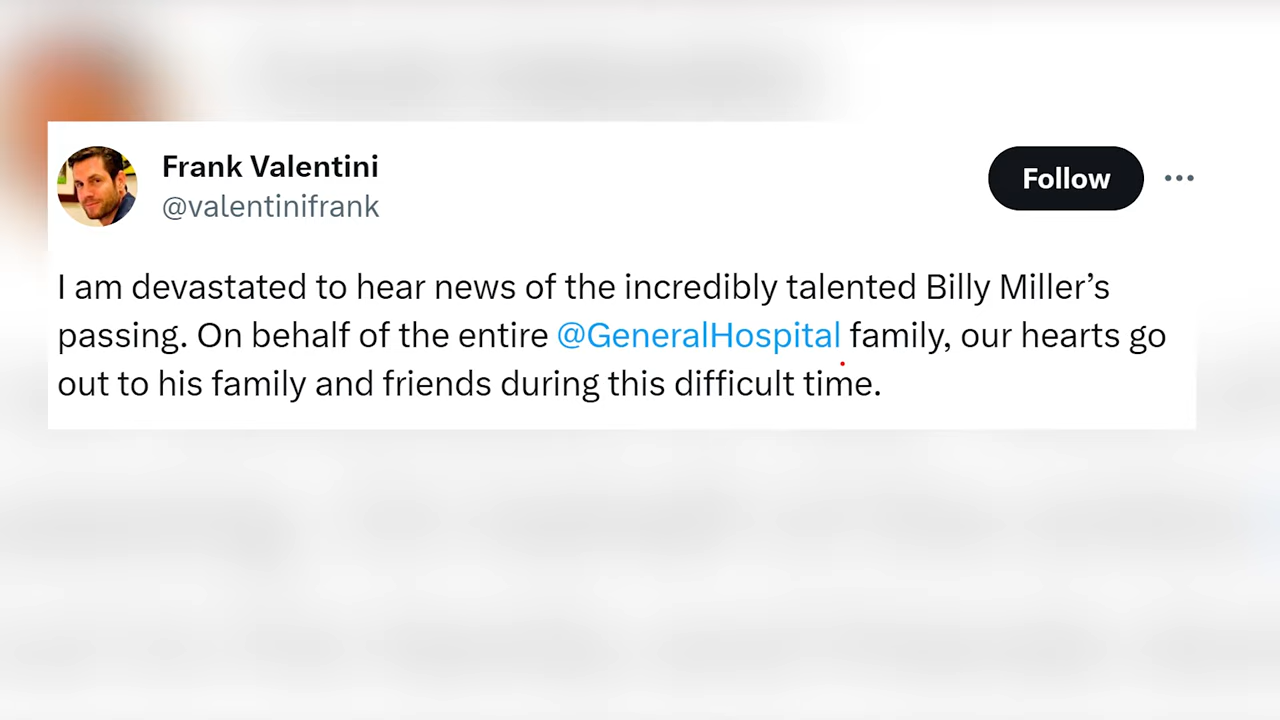 Frank Valentini
@valentinifrank
Follow
I am devastated to hear news of the incredibly talented Billy Miller’s
passing. On behalf of the entire @GeneralHospital family, our hearts go
out to his family and friends during this difficult time.